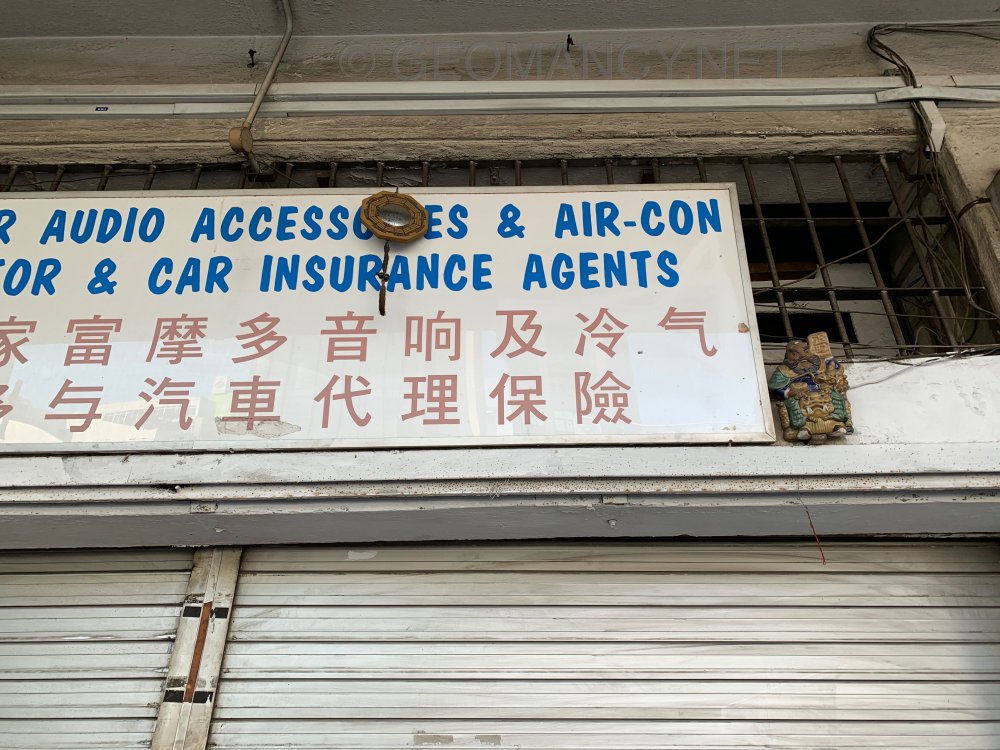 © GEOMANCY.NET
R AUDIO ACCESSORIES & AIR-CON
TOR & CAR INSURANCE AGENTS
家富摩多音响及冷气
多与汽車代理保險